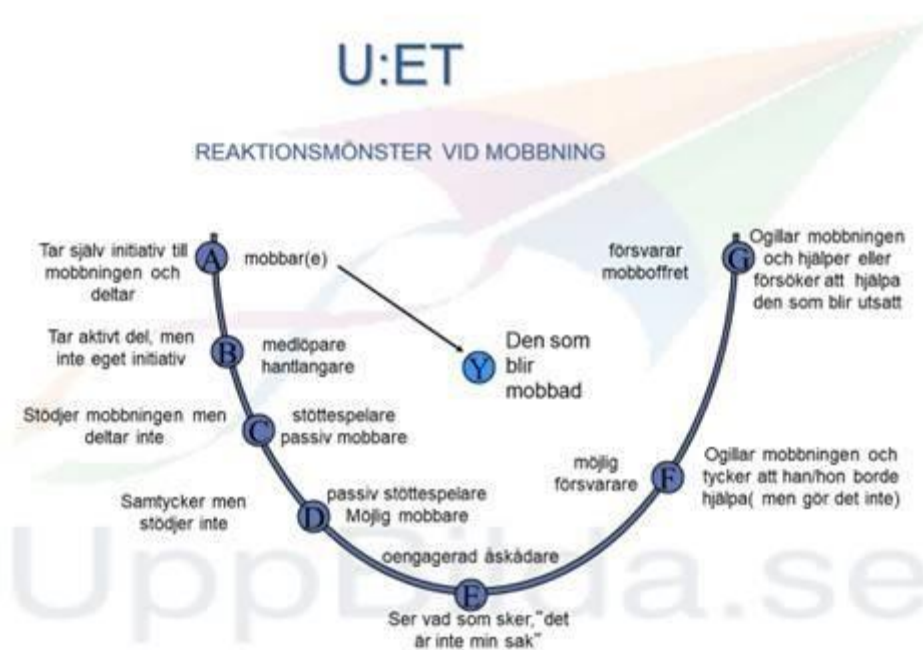 U:ET
REAKTIONSMÖNSTER VID MOBBNING
Tar själv initiativ till
mobbningen och
deltar
A
mobbar(e)
försvarar
mobboffret
G
Ogillar mobbningen
och hjälper eller
försöker att hjälpa
den som blir utsatt
Tar aktivt del, men
inte eget initiativ
B
medlöpare
hantlangare
Y
Den som
blir
mobbad
Stödjer mobbningen men
deltar inte
C
stöttespelare
passiv mobbare
möjlig
försvarare
F
Ogillar mobbningen och
tycker att han/hon borde
hjälpa( men gör det inte)
Samtycker men
stödjer inte
D
passiv stöttespelare
Möjlig mobbare
oengagerad åskådare
E
Ser vad som sker,"det
är inte min sak"
UppBilda.se